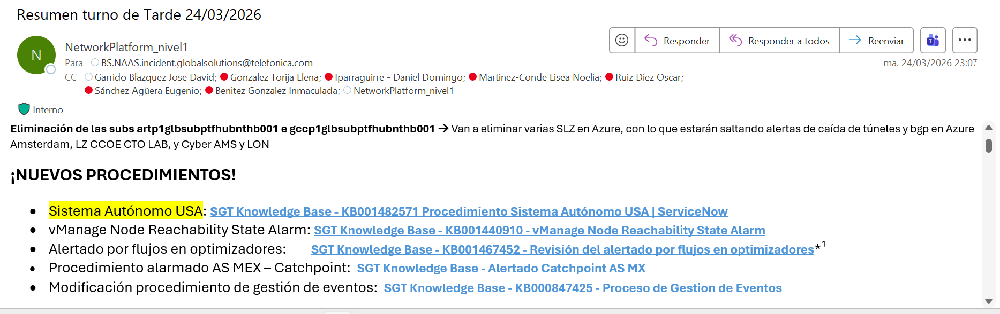 Resumen turno de Tarde 24/03/2026
N
NetworkPlatform_nivel1
Responder
Responder a todos
Reenviar
Para BS.NAAS.incident.globalsolutions@telefonica.com
ma. 24/03/2026 23:07
CC Garrido Blazquez Jose David; Gonzalez Torija Elena; Iparraguirre - Daniel Domingo; Martinez-Conde Lisea Noelia; Ruiz Diez Oscar;
Sánchez Agüera Eugenio; Benitez Gonzalez Inmaculada; NetworkPlatform_nivel1
Interno
Eliminación de las subs artp1glbsubptfhubnthb001 e gccp1glbsubptfhubnthb001 → Van a eliminar varias SLZ en Azure, con lo que estarán saltando alertas de caída de túneles y bgp en Azure
Amsterdam, LZ CCOE CTO LAB, y Cyber AMS y LON
¡NUEVOS PROCEDIMIENTOS!
• Sistema Autónomo USA: SGT Knowledge Base - KB001482571 Procedimiento Sistema Autónomo USA | ServiceNow
• vManage Node Reachability State Alarm: SGT Knowledge Base - KB001440910 - vManage Node Reachability State Alarm
• Alertado por flujos en optimizadores: SGT Knowledge Base - KB001467452 - Revisión del alertado por flujos en optimizadores*¹
• Procedimiento alarmado AS MEX – Catchpoint: SGT Knowledge Base - Alertado Catchpoint AS MX
• Modificación procedimiento de gestión de eventos: SGT Knowledge Base - KB000847425 - Proceso de Gestion de Eventos